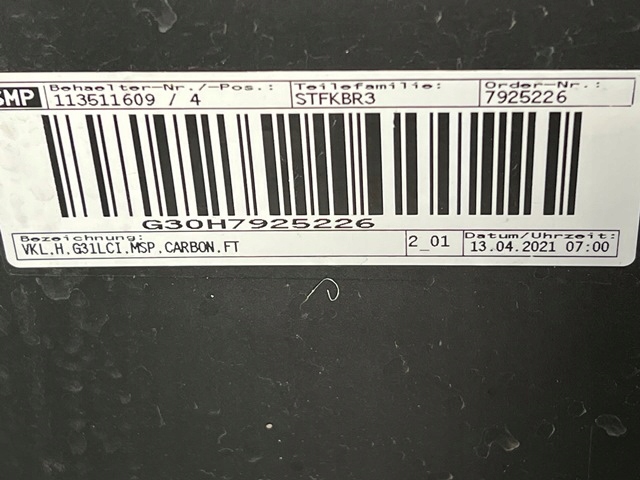 SMP Behaelter-Nr./-Pos.: Teilefamilie: Order-Nr.:
113511609 / 4 STFKBR3 7925226
G30H7925226
Bezeichnung: Datum/Uhrzeit:
VKL.H.G31LCI.MSP.CARBON.FT 2_01 13.04.2021 07:00